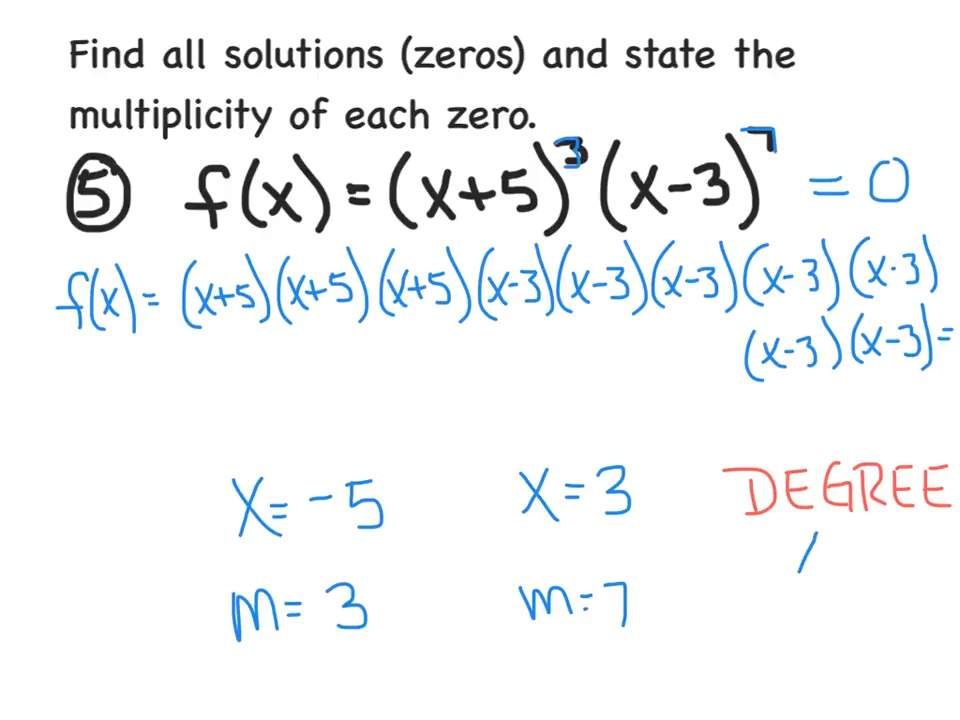 Find all solutions (zeros) and state the
multiplicity of each zero.
⑤ f(x) = (x+5)³ (x-3)⁷ = 0
f(x) = (x+5)(x+5)(x+5)(x-3)(x-3)(x-3)(x-3)(x·3)
(x-3)(x-3)=
x = -5 x = 3 DEGREE
m = 3 m = 7